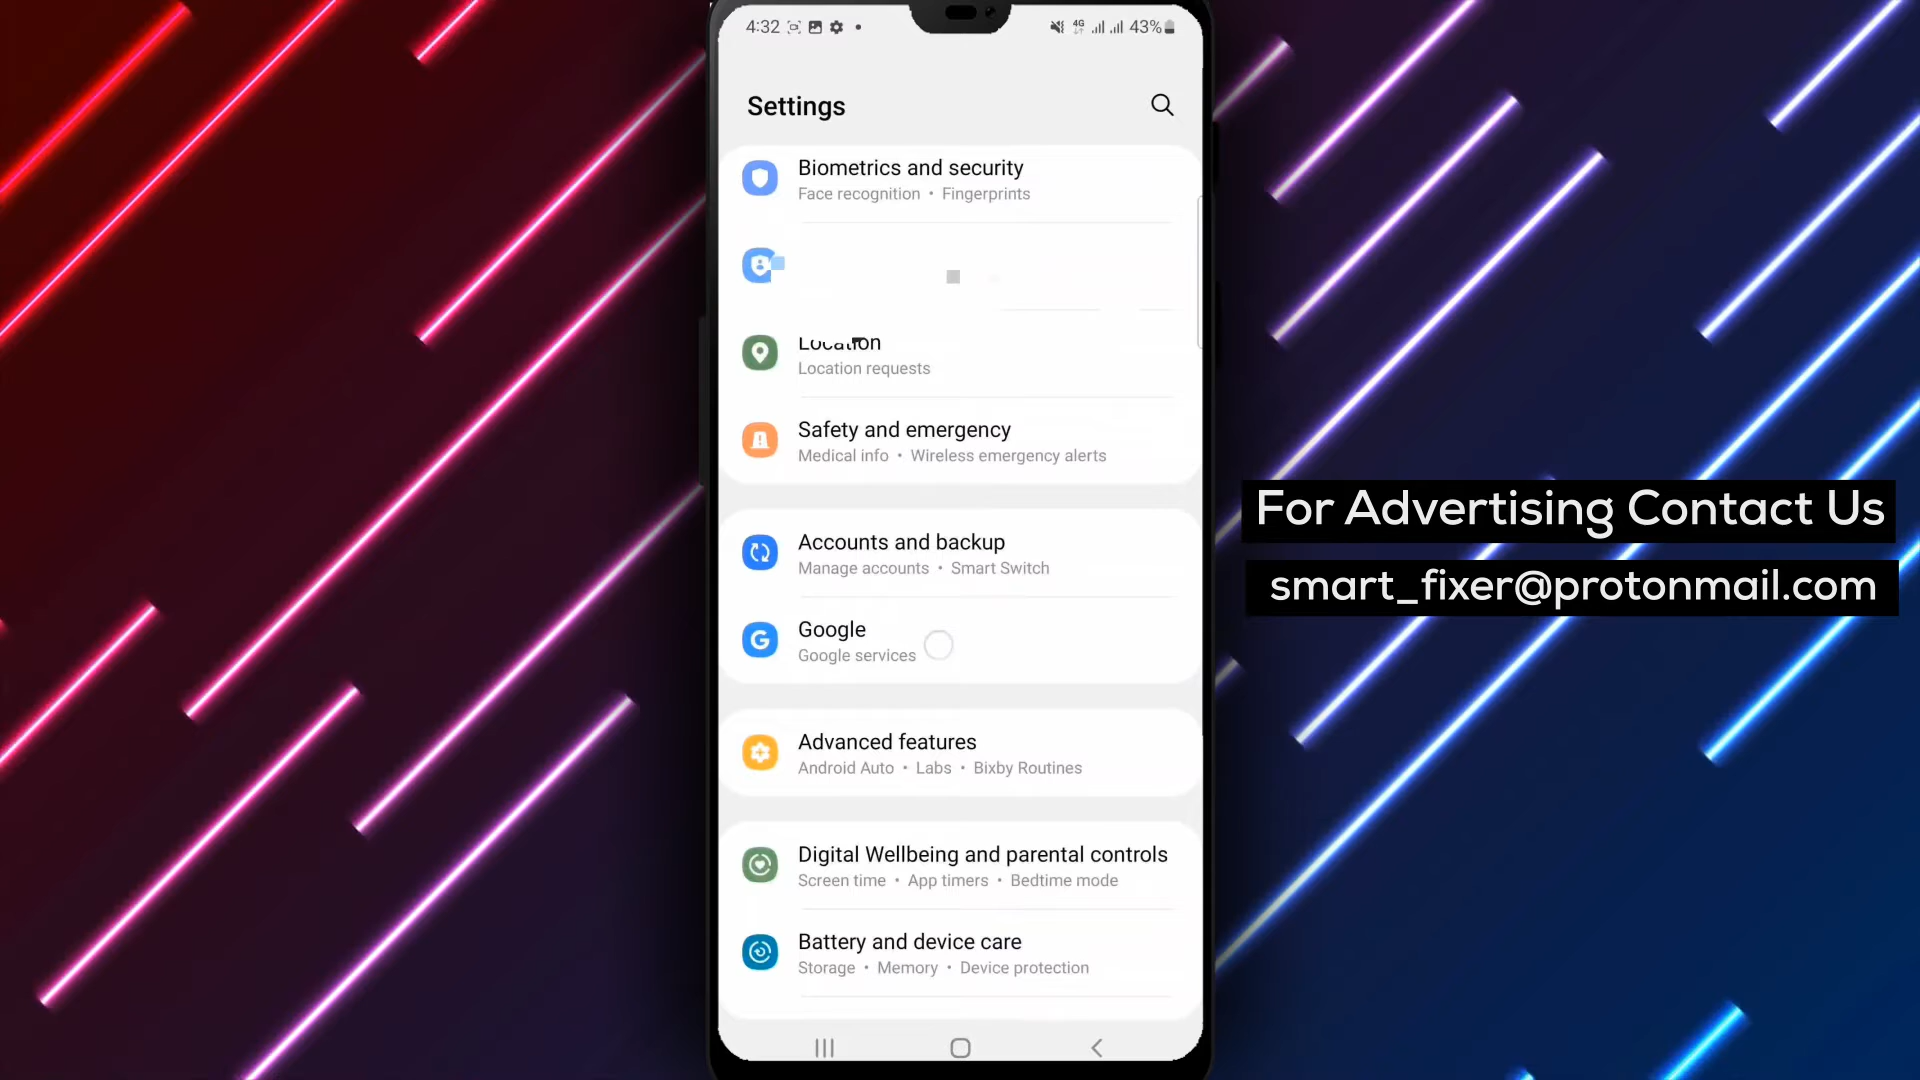 4:32
4G
43%
Settings
Biometrics and security
Face recognition • Fingerprints
Location
Location requests
Safety and emergency
Medical info • Wireless emergency alerts
Accounts and backup
Manage accounts • Smart Switch
Google
Google services
Advanced features
Android Auto • Labs • Bixby Routines
Digital Wellbeing and parental controls
Screen time • App timers • Bedtime mode
Battery and device care
Storage • Memory • Device protection
For Advertising Contact Us
smart_fixer@protonmail.com